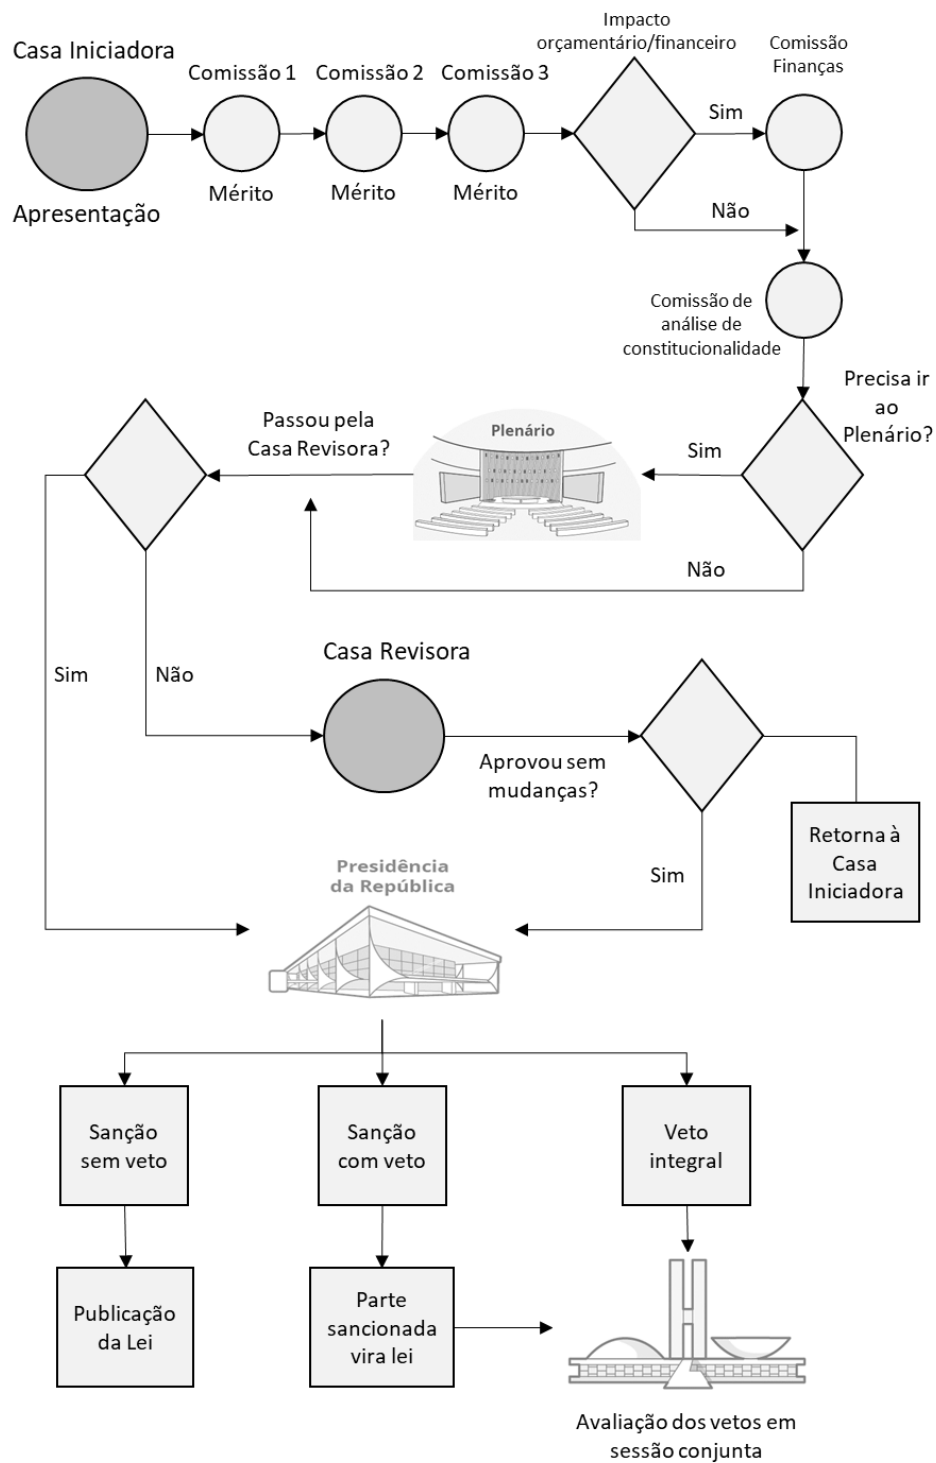 Casa Iniciadora
Apresentação
Comissão 1
Mérito
Comissão 2
Mérito
Comissão 3
Mérito
Impacto
orçamentário/financeiro
Sim
Não
Comissão
Finanças
Comissão de
análise de
constitucionalidade
Precisa ir
ao
Plenário?
Sim
Não
Plenário
Passou pela
Casa Revisora?
Sim
Não
Casa Revisora
Aprovou sem
mudanças?
Sim
Retorna à
Casa
Iniciadora
Presidência
da República
Sanção
sem veto
Sanção
com veto
Veto
integral
Publicação
da Lei
Parte
sancionada
vira lei
Avaliação dos vetos em
sessão conjunta